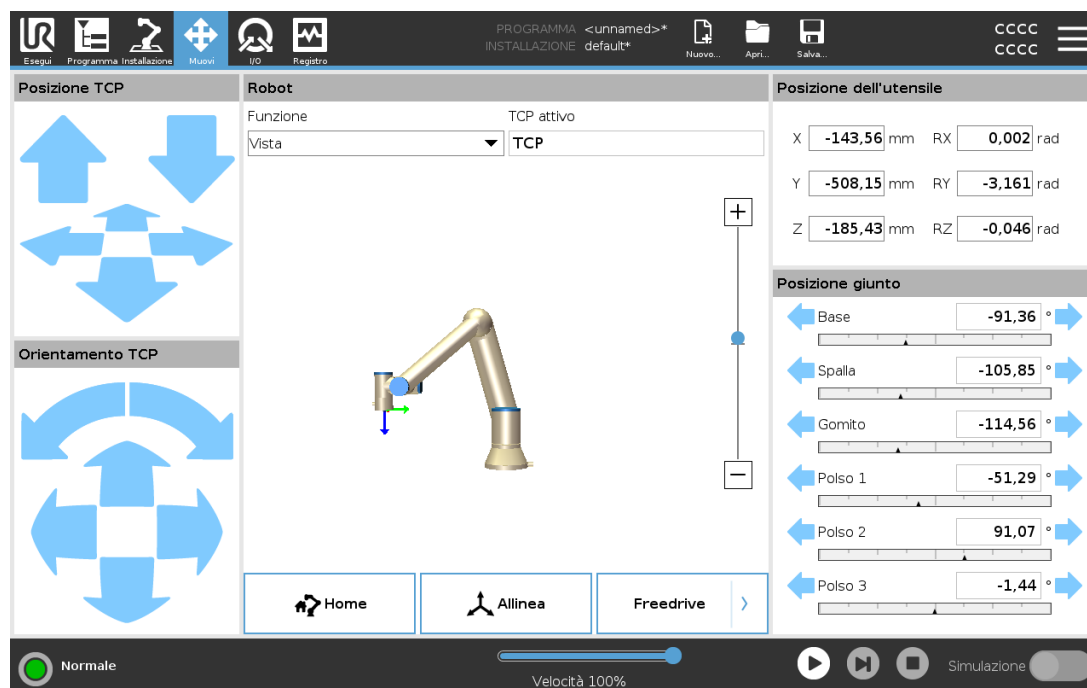 UR
PROGRAMMA <unnamed>*
INSTALLAZIONE default*
CCCC
CCCC
Esegui Programma Installazione Muovi I/O Registro Nuovo... Apri... Salva...
Posizione TCP
Robot
Posizione dell'utensile
Funzione TCP attivo
Vista TCP
X -143,56 mm RX 0,002 rad
Y -508,15 mm RY -3,161 rad
Z -185,43 mm RZ -0,046 rad
Posizione giunto
Base -91,36 °
Spalla -105,85 °
Gomito -114,56 °
Polso 1 -51,29 °
Polso 2 91,07 °
Polso 3 -1,44 °
Orientamento TCP
Home Allinea Freedrive
Normale
Velocità 100%
Simulazione